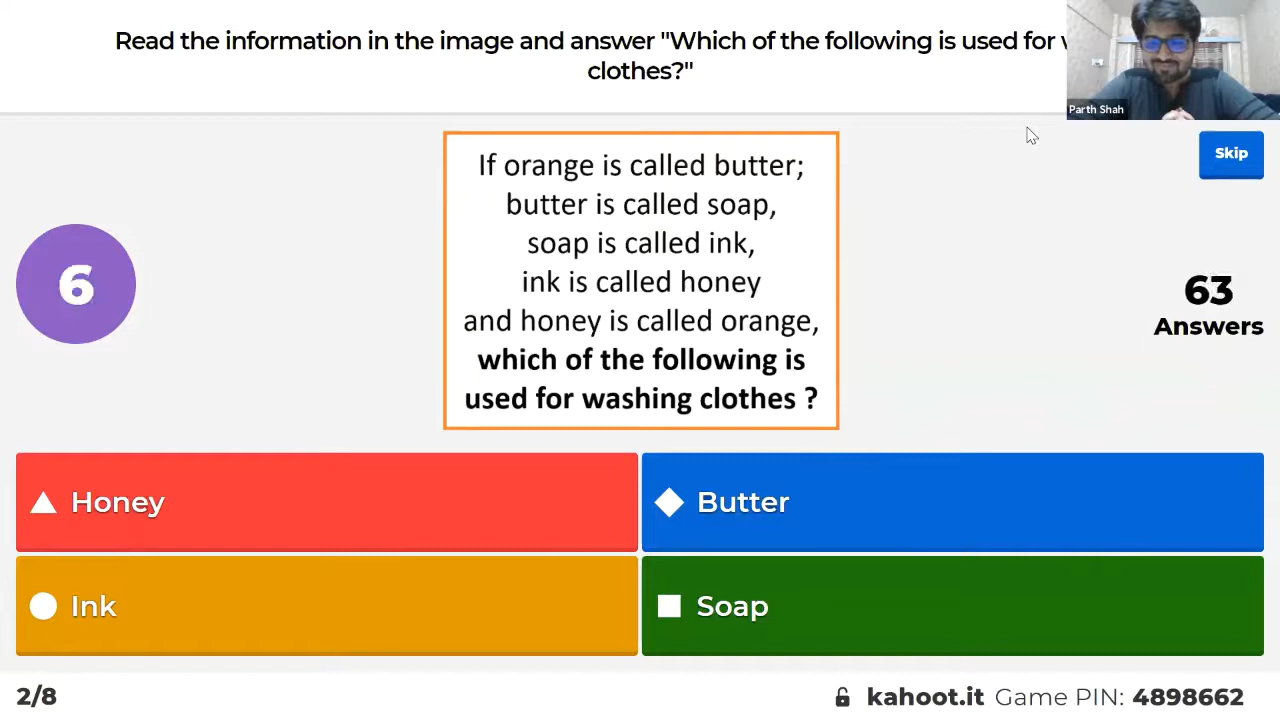 Read the information in the image and answer "Which of the following is used for
clothes?"
Parth Shah
Skip
If orange is called butter;
butter is called soap,
soap is called ink,
ink is called honey
and honey is called orange,
which of the following is
used for washing clothes ?
6
63
Answers
Honey
Butter
Ink
Soap
2/8
kahoot.it Game PIN: 4898662